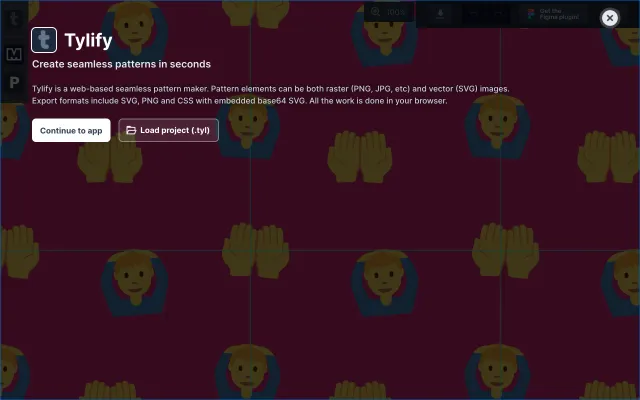 t
100%
Get the
Figma plugin!
t
Tylify
M
Create seamless patterns in seconds
P
Tylify is a web-based seamless pattern maker. Pattern elements can be both raster (PNG, JPG, etc) and vector (SVG) images.
Export formats include SVG, PNG and CSS with embedded base64 SVG. All the work is done in your browser.
Continue to app
Load project (.tyl)